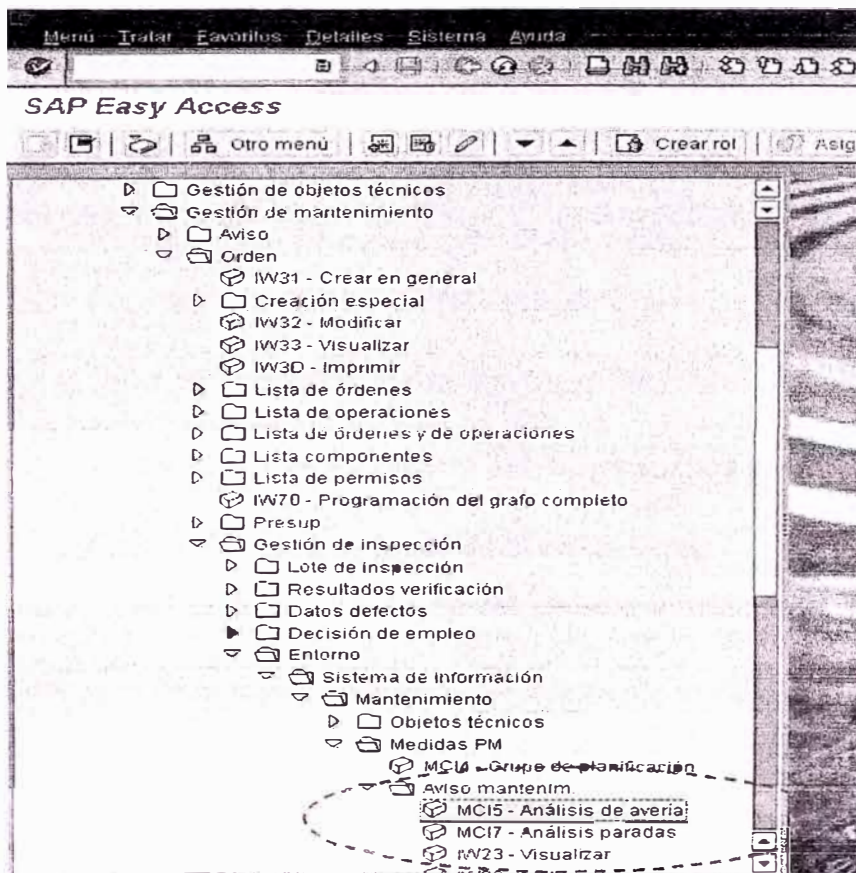 Menú Tratar Favoritos Detalles Sistema Ayuda
SAP Easy Access
Otro menú Crear rol Asig
Gestión de objetos técnicos
Gestión de mantenimiento
Aviso
Orden
IW31 - Crear en general
Creación especial
IW32 - Modificar
IW33 - Visualizar
IW3D - Imprimir
Lista de órdenes
Lista de operaciones
Lista de órdenes y de operaciones
Lista componentes
Lista de permisos
IW70 - Programación del grafo completo
Presup
Gestión de inspección
Lote de inspección
Resultados verificación
Datos defectos
Decisión de empleo
Entorno
Sistema de información
Mantenimiento
Objetos técnicos
Medidas PM
MCI4 - Grupo de planificación
Aviso mantenim.
MCI5 - Análisis de avería
MCI7 - Análisis paradas
IW23 - Visualizar